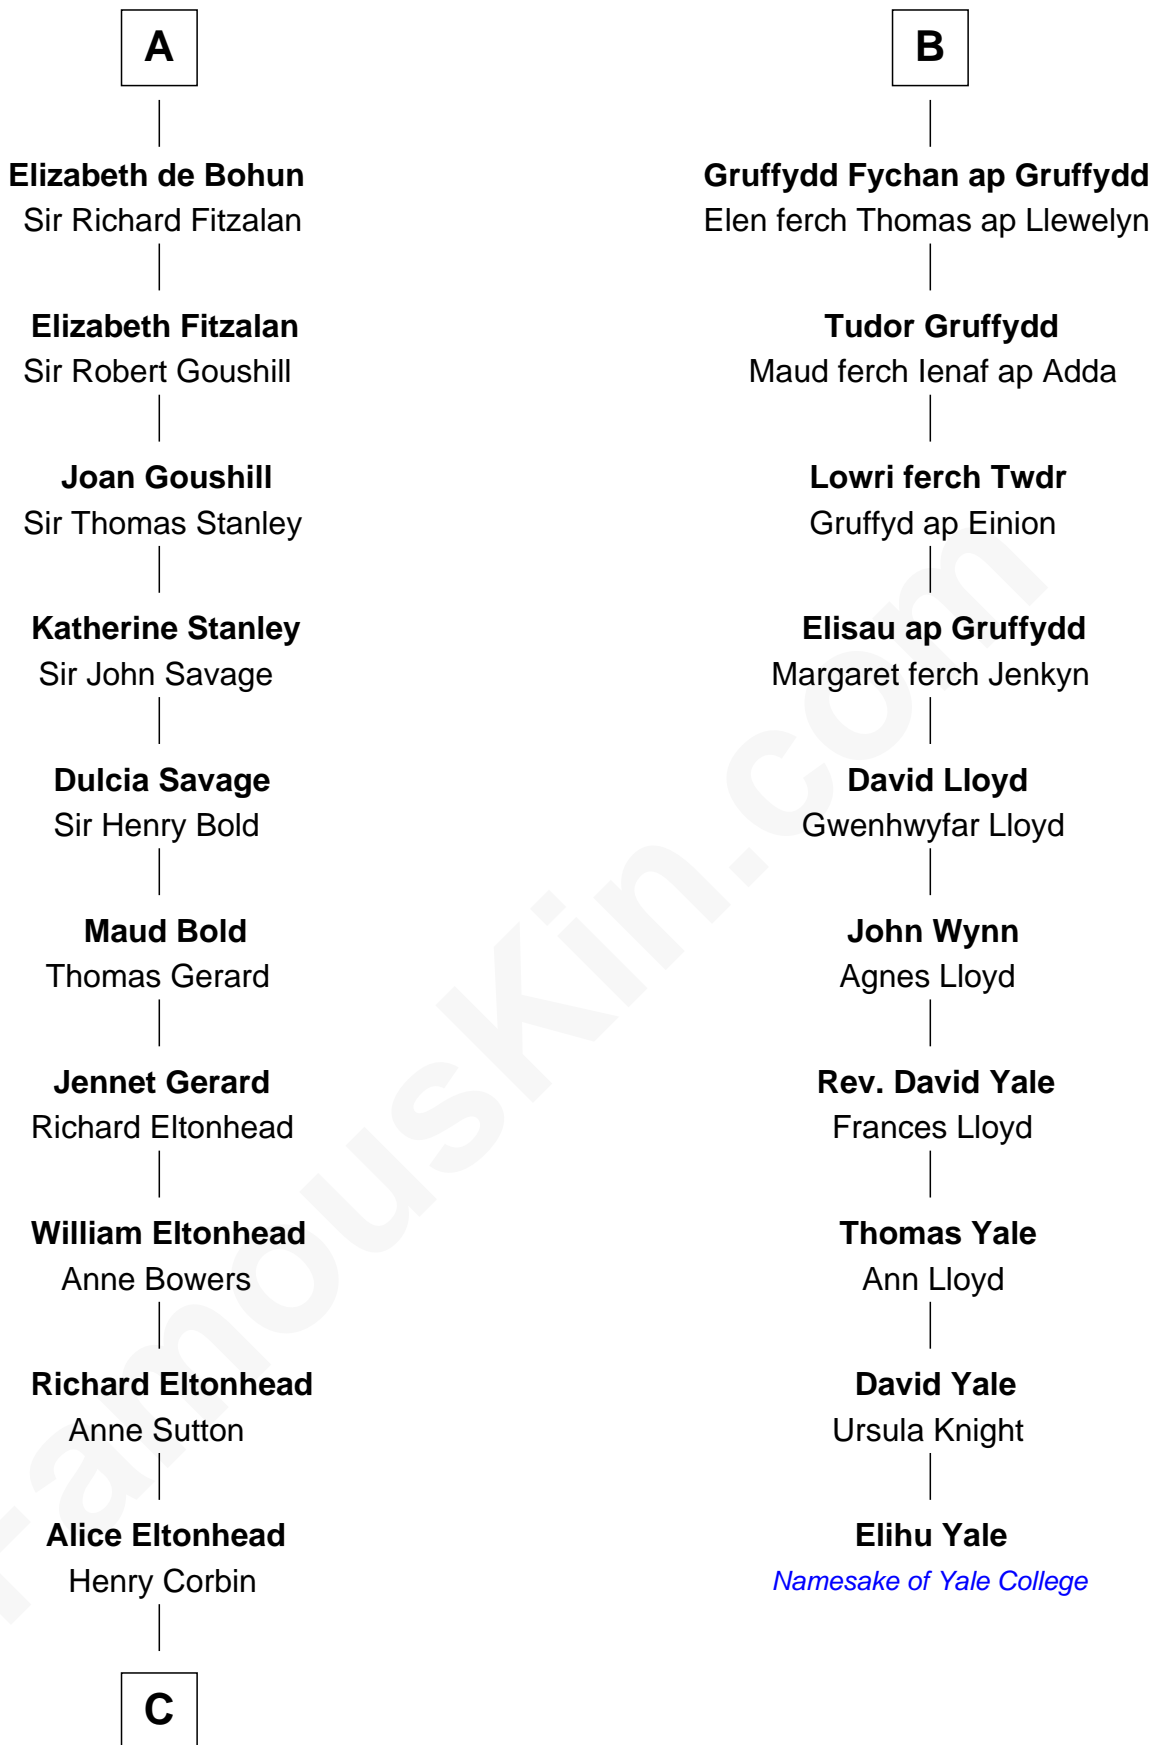 A
Elizabeth de Bohun
Sir Richard Fitzalan
Elizabeth Fitzalan
Sir Robert Goushill
Joan Goushill
Sir Thomas Stanley
Katherine Stanley
Sir John Savage
Dulcia Savage
Sir Henry Bold
Maud Bold
Thomas Gerard
Jennet Gerard
Richard Eltonhead
William Eltonhead
Anne Bowers
Richard Eltonhead
Anne Sutton
Alice Eltonhead
Henry Corbin
C
B
Gruffydd Fychan ap Gruffydd
Elen ferch Thomas ap Llewelyn
Tudor Gruffydd
Maud ferch Ienaf ap Adda
Lowri ferch Twdr
Gruffyd ap Einion
Elisau ap Gruffydd
Margaret ferch Jenkyn
David Lloyd
Gwenhwyfar Lloyd
John Wynn
Agnes Lloyd
Rev. David Yale
Frances Lloyd
Thomas Yale
Ann Lloyd
David Yale
Ursula Knight
Elihu Yale
Namesake of Yale College
FamousKin.com